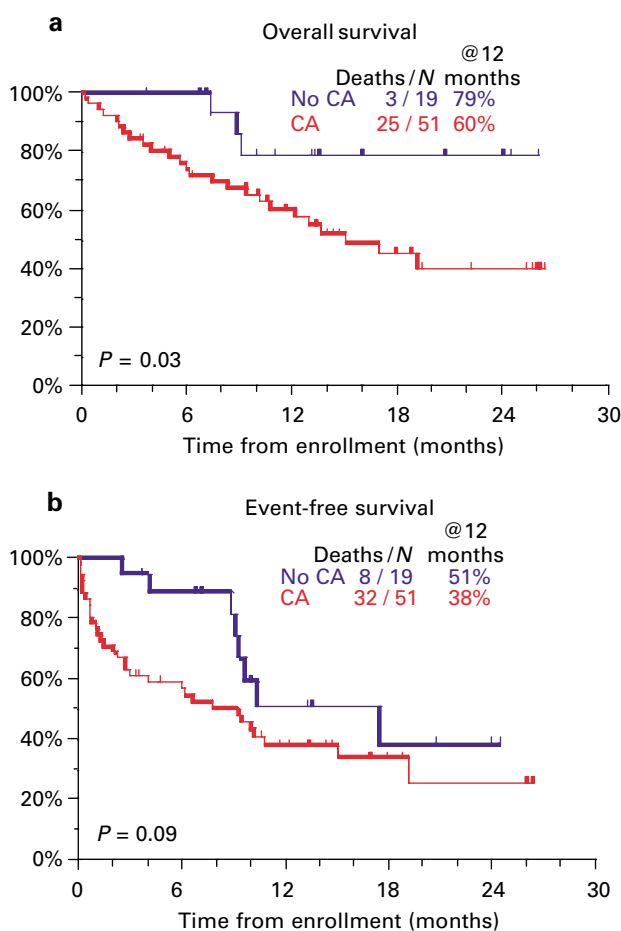 a
Overall survival
@12
Deaths / N months
No CA 3 / 19 79%
CA 25 / 51 60%
100%
80%
60%
40%
20%
0%
P = 0.03
0 6 12 18 24 30
Time from enrollment (months)
b
Event-free survival
@12
Deaths / N months
No CA 8 / 19 51%
CA 32 / 51 38%
100%
80%
60%
40%
20%
0%
P = 0.09
0 6 12 18 24 30
Time from enrollment (months)